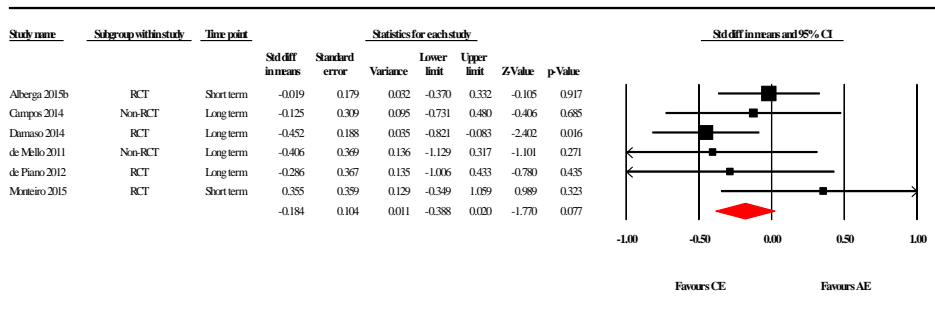 Study name Subgroup within study Time point Statistics for each study Std diff in means and 95% CI
Std diff in means Standard error Variance Lower limit Upper limit Z-Value p-Value
Alberga 2015b RCT Short term -0.019 0.179 0.032 -0.370 0.332 -0.105 0.917
Campos 2014 Non-RCT Long term -0.125 0.309 0.095 -0.731 0.480 -0.406 0.685
Damaso 2014 RCT Long term -0.452 0.188 0.035 -0.821 -0.083 -2.402 0.016
de Mello 2011 Non-RCT Long term -0.406 0.369 0.136 -1.129 0.317 -1.101 0.271
de Piano 2012 RCT Long term -0.286 0.367 0.135 -1.006 0.433 -0.780 0.435
Monteiro 2015 RCT Short term 0.355 0.359 0.129 -0.349 1.059 0.989 0.323
-0.184 0.104 0.011 -0.388 0.020 -1.770 0.077
-1.00 -0.50 0.00 0.50 1.00
Favours CE Favours AE